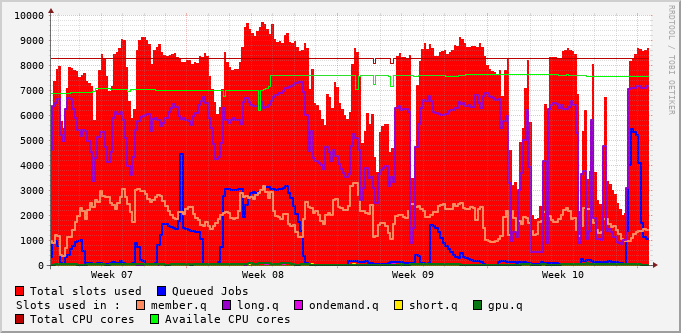 RRDTOOL / TOBI OETIKER
10000
9000
8000
7000
6000
5000
4000
3000
2000
1000
0
Week 07 Week 08 Week 09 Week 10
Total slots used Queued Jobs
Slots used in : member.q long.q ondemand.q short.q gpu.q
Total CPU cores Availale CPU cores